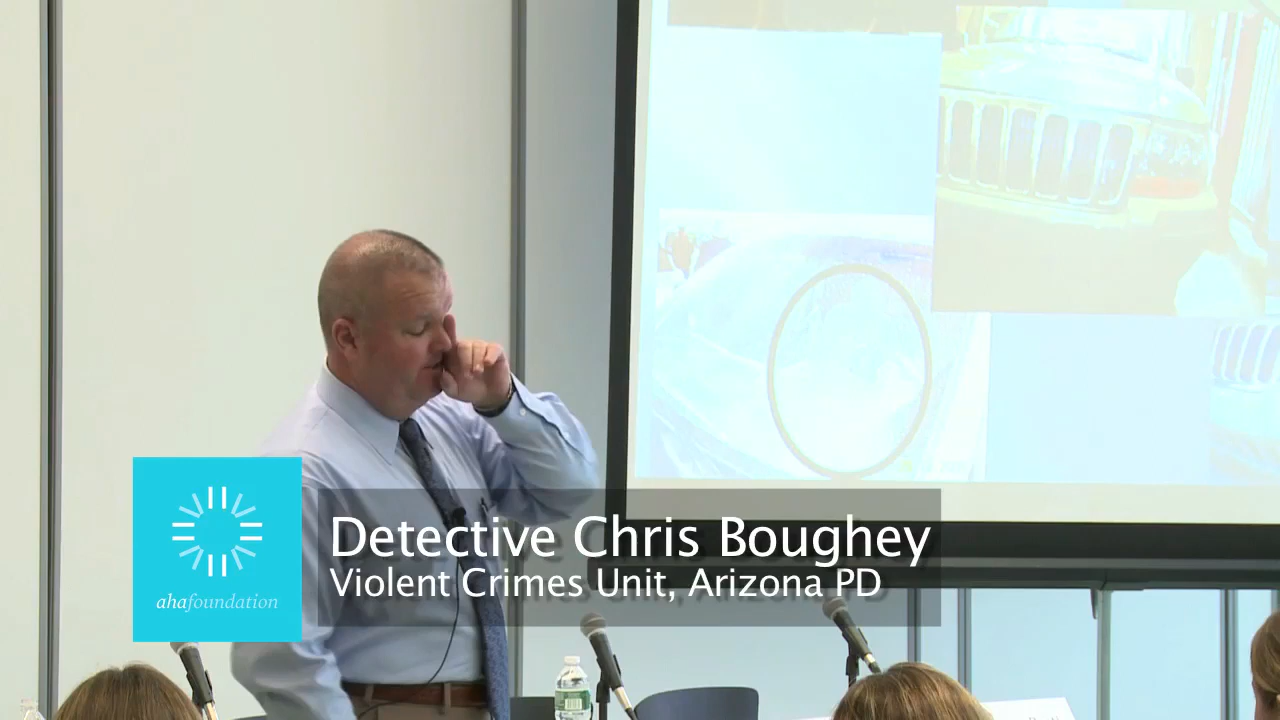 Detective Chris Boughey
Violent Crimes Unit, Arizona PD
ahafoundation